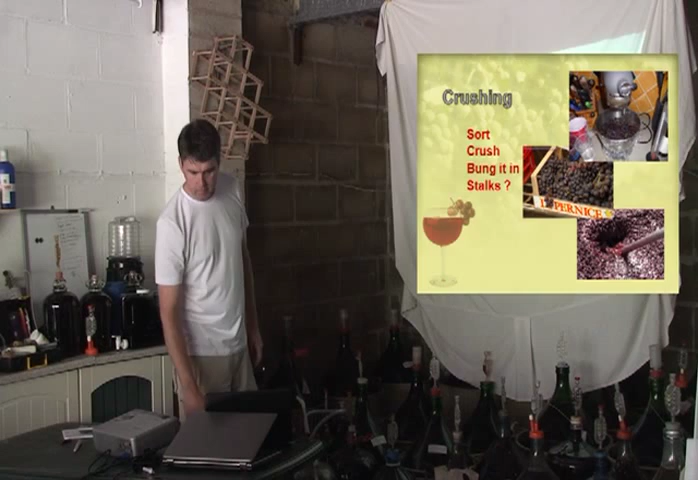 Crushing
Sort
Crush
Bung it in
Stalks ?
PERNICE